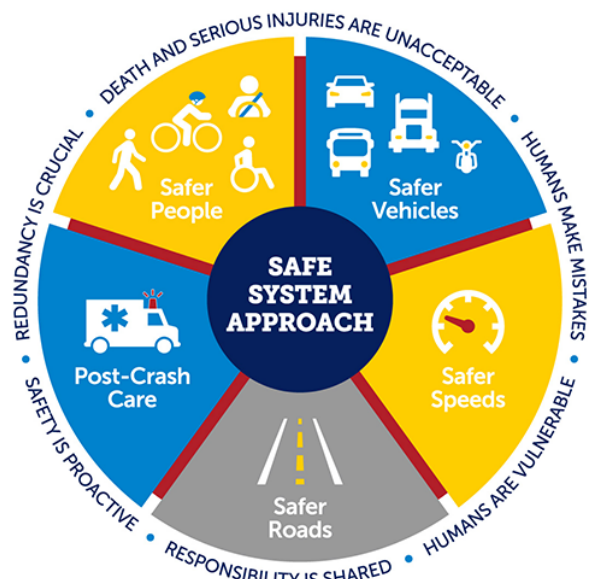 DEATH AND SERIOUS INJURIES ARE UNACCEPTABLE
HUMANS MAKE MISTAKES
HUMANS ARE VULNERABLE
RESPONSIBILITY IS SHARED
SAFETY IS PROACTIVE
REDUNDANCY IS CRUCIAL
Safer
People
Safer
Vehicles
SAFE
SYSTEM
APPROACH
Safer
Speeds
Safer
Roads
Post-Crash
Care